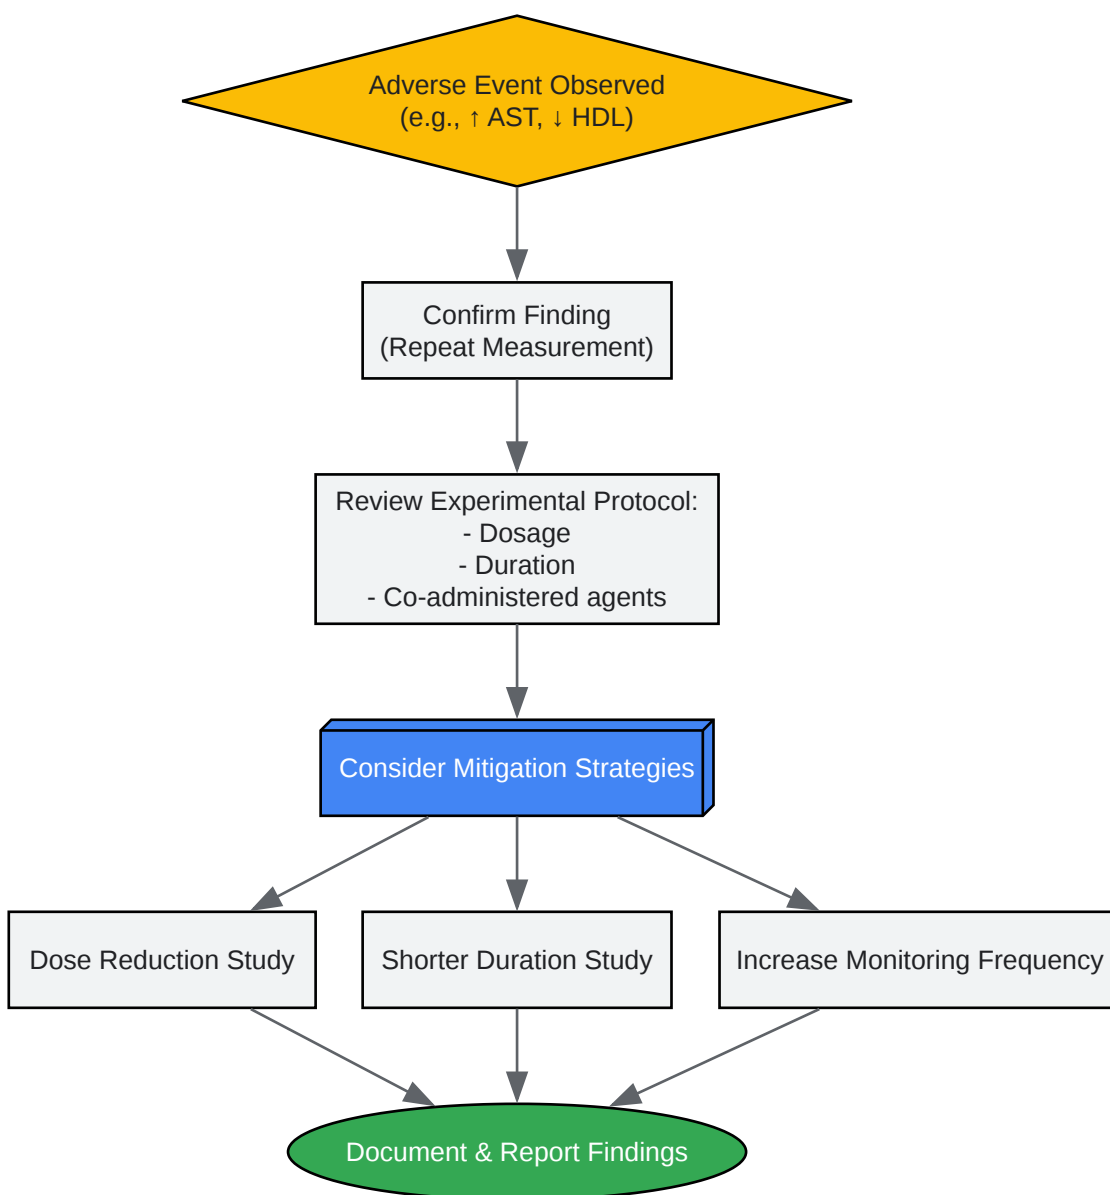 Adverse Event Observed
(e.g., ↑ AST, ↓ HDL)
Confirm Finding
(Repeat Measurement)
Review Experimental Protocol:
- Dosage
- Duration
- Co-administered agents
Consider Mitigation Strategies
Dose Reduction Study
Shorter Duration Study
Increase Monitoring Frequency
Document & Report Findings